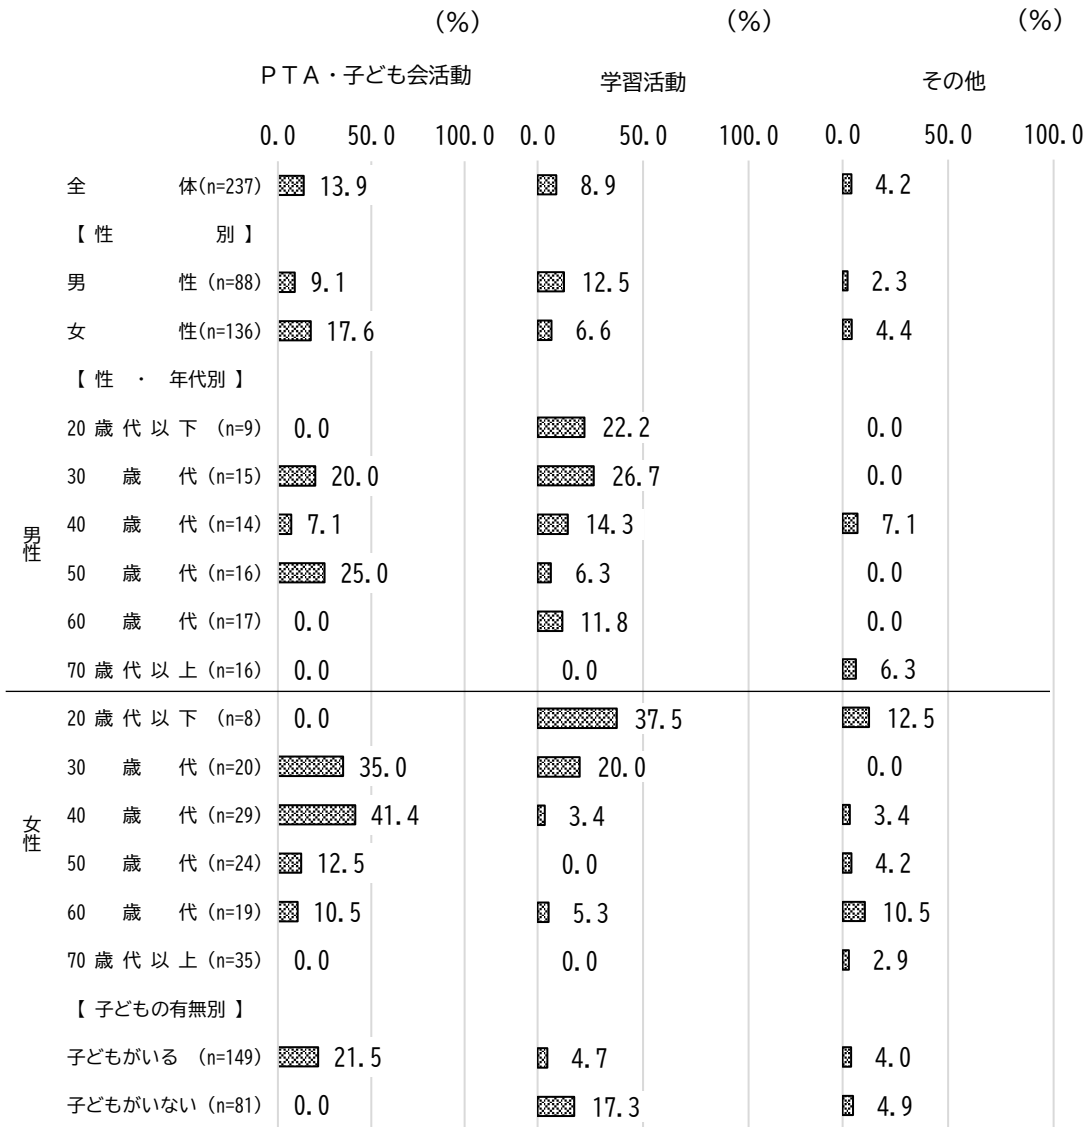 (%) (%) (%)
ＰＴＡ・子ども会活動 学習活動 その他
0.0 50.0 100.0 0.0 50.0 100.0 0.0 50.0 100.0
全 体(n=237) 13.9 8.9 4.2
【 性 別 】
男 性 (n=88) 9.1 12.5 2.3
女 性(n=136) 17.6 6.6 4.4
【 性 ・ 年代別 】
男性
20 歳 代 以 下 (n=9) 0.0 22.2 0.0
30 歳 代 (n=15) 20.0 26.7 0.0
40 歳 代 (n=14) 7.1 14.3 7.1
50 歳 代 (n=16) 25.0 6.3 0.0
60 歳 代 (n=17) 0.0 11.8 0.0
70 歳 代 以 上 (n=16) 0.0 0.0 6.3
女性
20 歳 代 以 下 (n=8) 0.0 37.5 12.5
30 歳 代 (n=20) 35.0 20.0 0.0
40 歳 代 (n=29) 41.4 3.4 3.4
50 歳 代 (n=24) 12.5 0.0 4.2
60 歳 代 (n=19) 10.5 5.3 10.5
70 歳 代 以 上 (n=35) 0.0 0.0 2.9
【 子どもの有無別 】
子どもがいる (n=149) 21.5 4.7 4.0
子どもがいない (n=81) 0.0 17.3 4.9